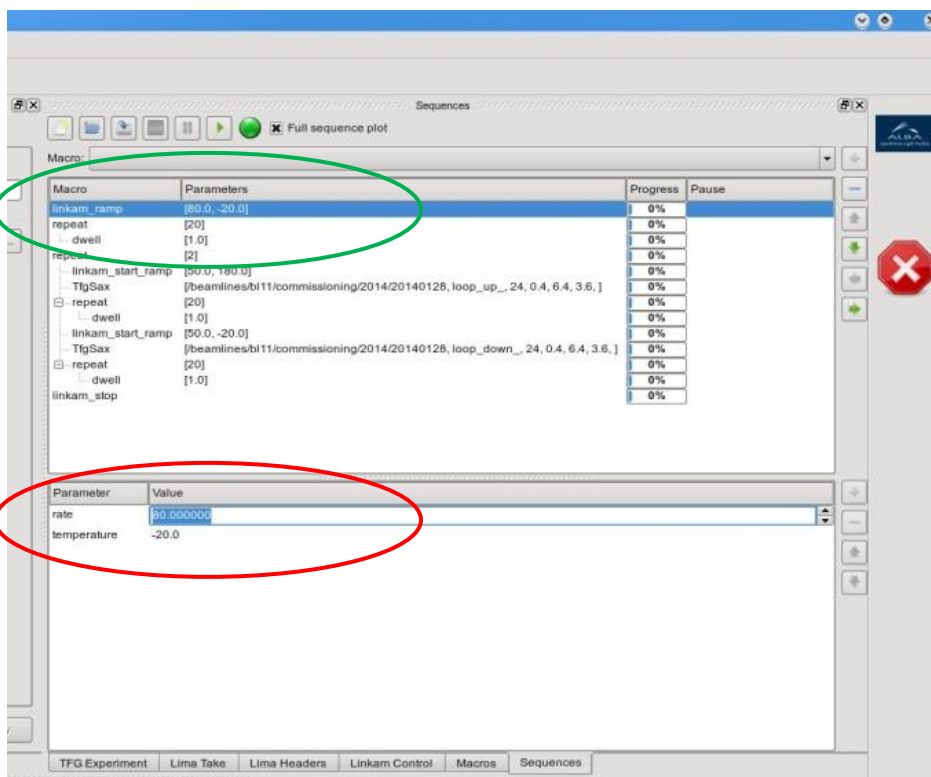 Sequences
Full sequence plot
Macro:
Macro Parameters Progress Pause
linkam_ramp [80.0, -20.0] 0%
repeat [20] 0%
dwell [1.0] 0%
repeat [2] 0%
linkam_start_ramp [50.0, 180.0] 0%
TfgSax [/beamlines/bl11/commissioning/2014/20140128, loop_up_, 24, 0.4, 6.4, 3.6, ] 0%
repeat [20] 0%
dwell [1.0] 0%
linkam_start_ramp [50.0, -20.0] 0%
TfgSax [/beamlines/bl11/commissioning/2014/20140128, loop_down_, 24, 0.4, 6.4, 3.6, ] 0%
repeat [20] 0%
dwell [1.0] 0%
linkam_stop 0%
Parameter Value
rate 80.000000
temperature -20.0
TFG Experiment Lima Take Lima Headers Linkam Control Macros Sequences
ALBA